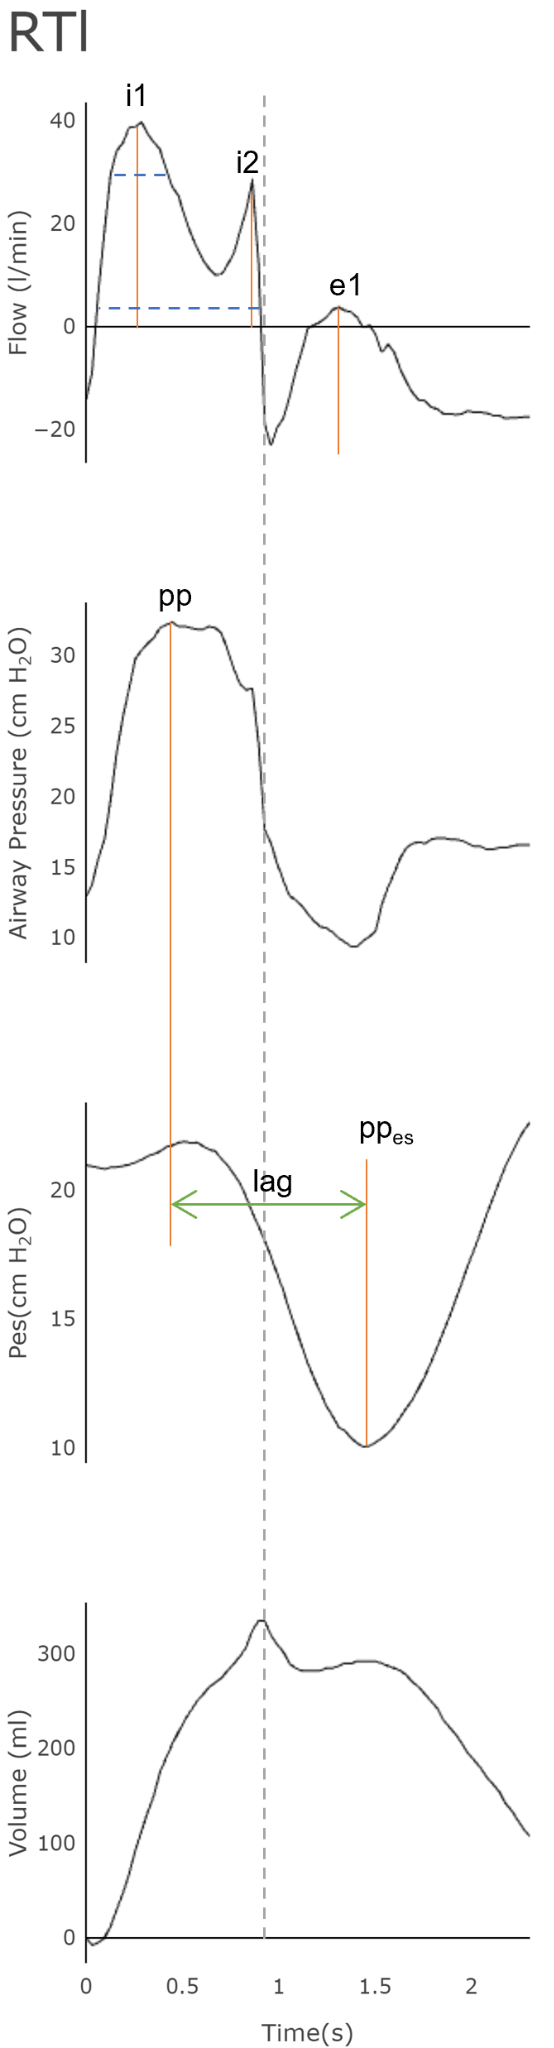 RTl
i1
i2
e1
Flow (l/min)
40
20
0
−20
pp
Airway Pressure (cm H2O)
30
25
20
15
10
ppes
lag
Pes(cm H2O)
20
15
10
Volume (ml)
300
200
100
0
0 0.5 1 1.5 2
Time(s)